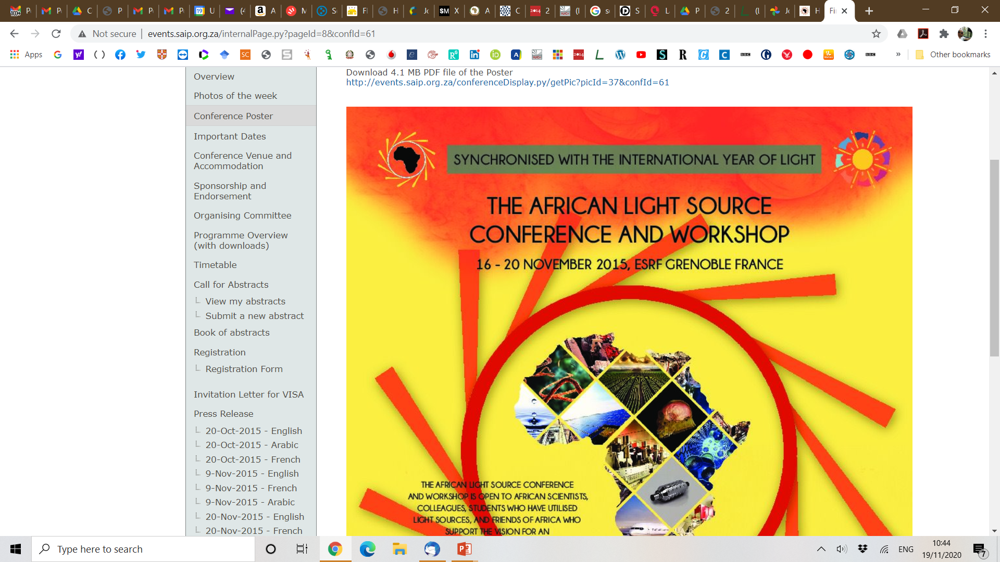 Not secure
events.saip.org.za/internalPage.py?pageId=8&confId=61
Apps
Other bookmarks
Overview
Photos of the week
Conference Poster
Important Dates
Conference Venue and
Accommodation
Sponsorship and
Endorsement
Organising Committee
Programme Overview
(with downloads)
Timetable
Call for Abstracts
View my abstracts
Submit a new abstract
Book of abstracts
Registration
Registration Form
Invitation Letter for VISA
Press Release
20-Oct-2015 - English
20-Oct-2015 - Arabic
20-Oct-2015 - French
9-Nov-2015 - English
9-Nov-2015 - French
9-Nov-2015 - Arabic
20-Nov-2015 - English
20-Nov-2015 - French
Download 4.1 MB PDF file of the Poster
http://events.saip.org.za/conferenceDisplay.py/getPic?picId=37&confId=61
SYNCHRONISED WITH THE INTERNATIONAL YEAR OF LIGHT
THE AFRICAN LIGHT SOURCE
CONFERENCE AND WORKSHOP
16 - 20 NOVEMBER 2015, ESRF GRENOBLE FRANCE
THE AFRICAN LIGHT SOURCE CONFERENCE
AND WORKSHOP IS OPEN TO AFRICAN SCIENTISTS,
COLLEAGUES, STUDENTS WHO HAVE UTILISED
LIGHT SOURCES, AND FRIENDS OF AFRICA WHO
SUPPORT THE VISION FOR AN
Type here to search
ENG
10:44
19/11/2020
7